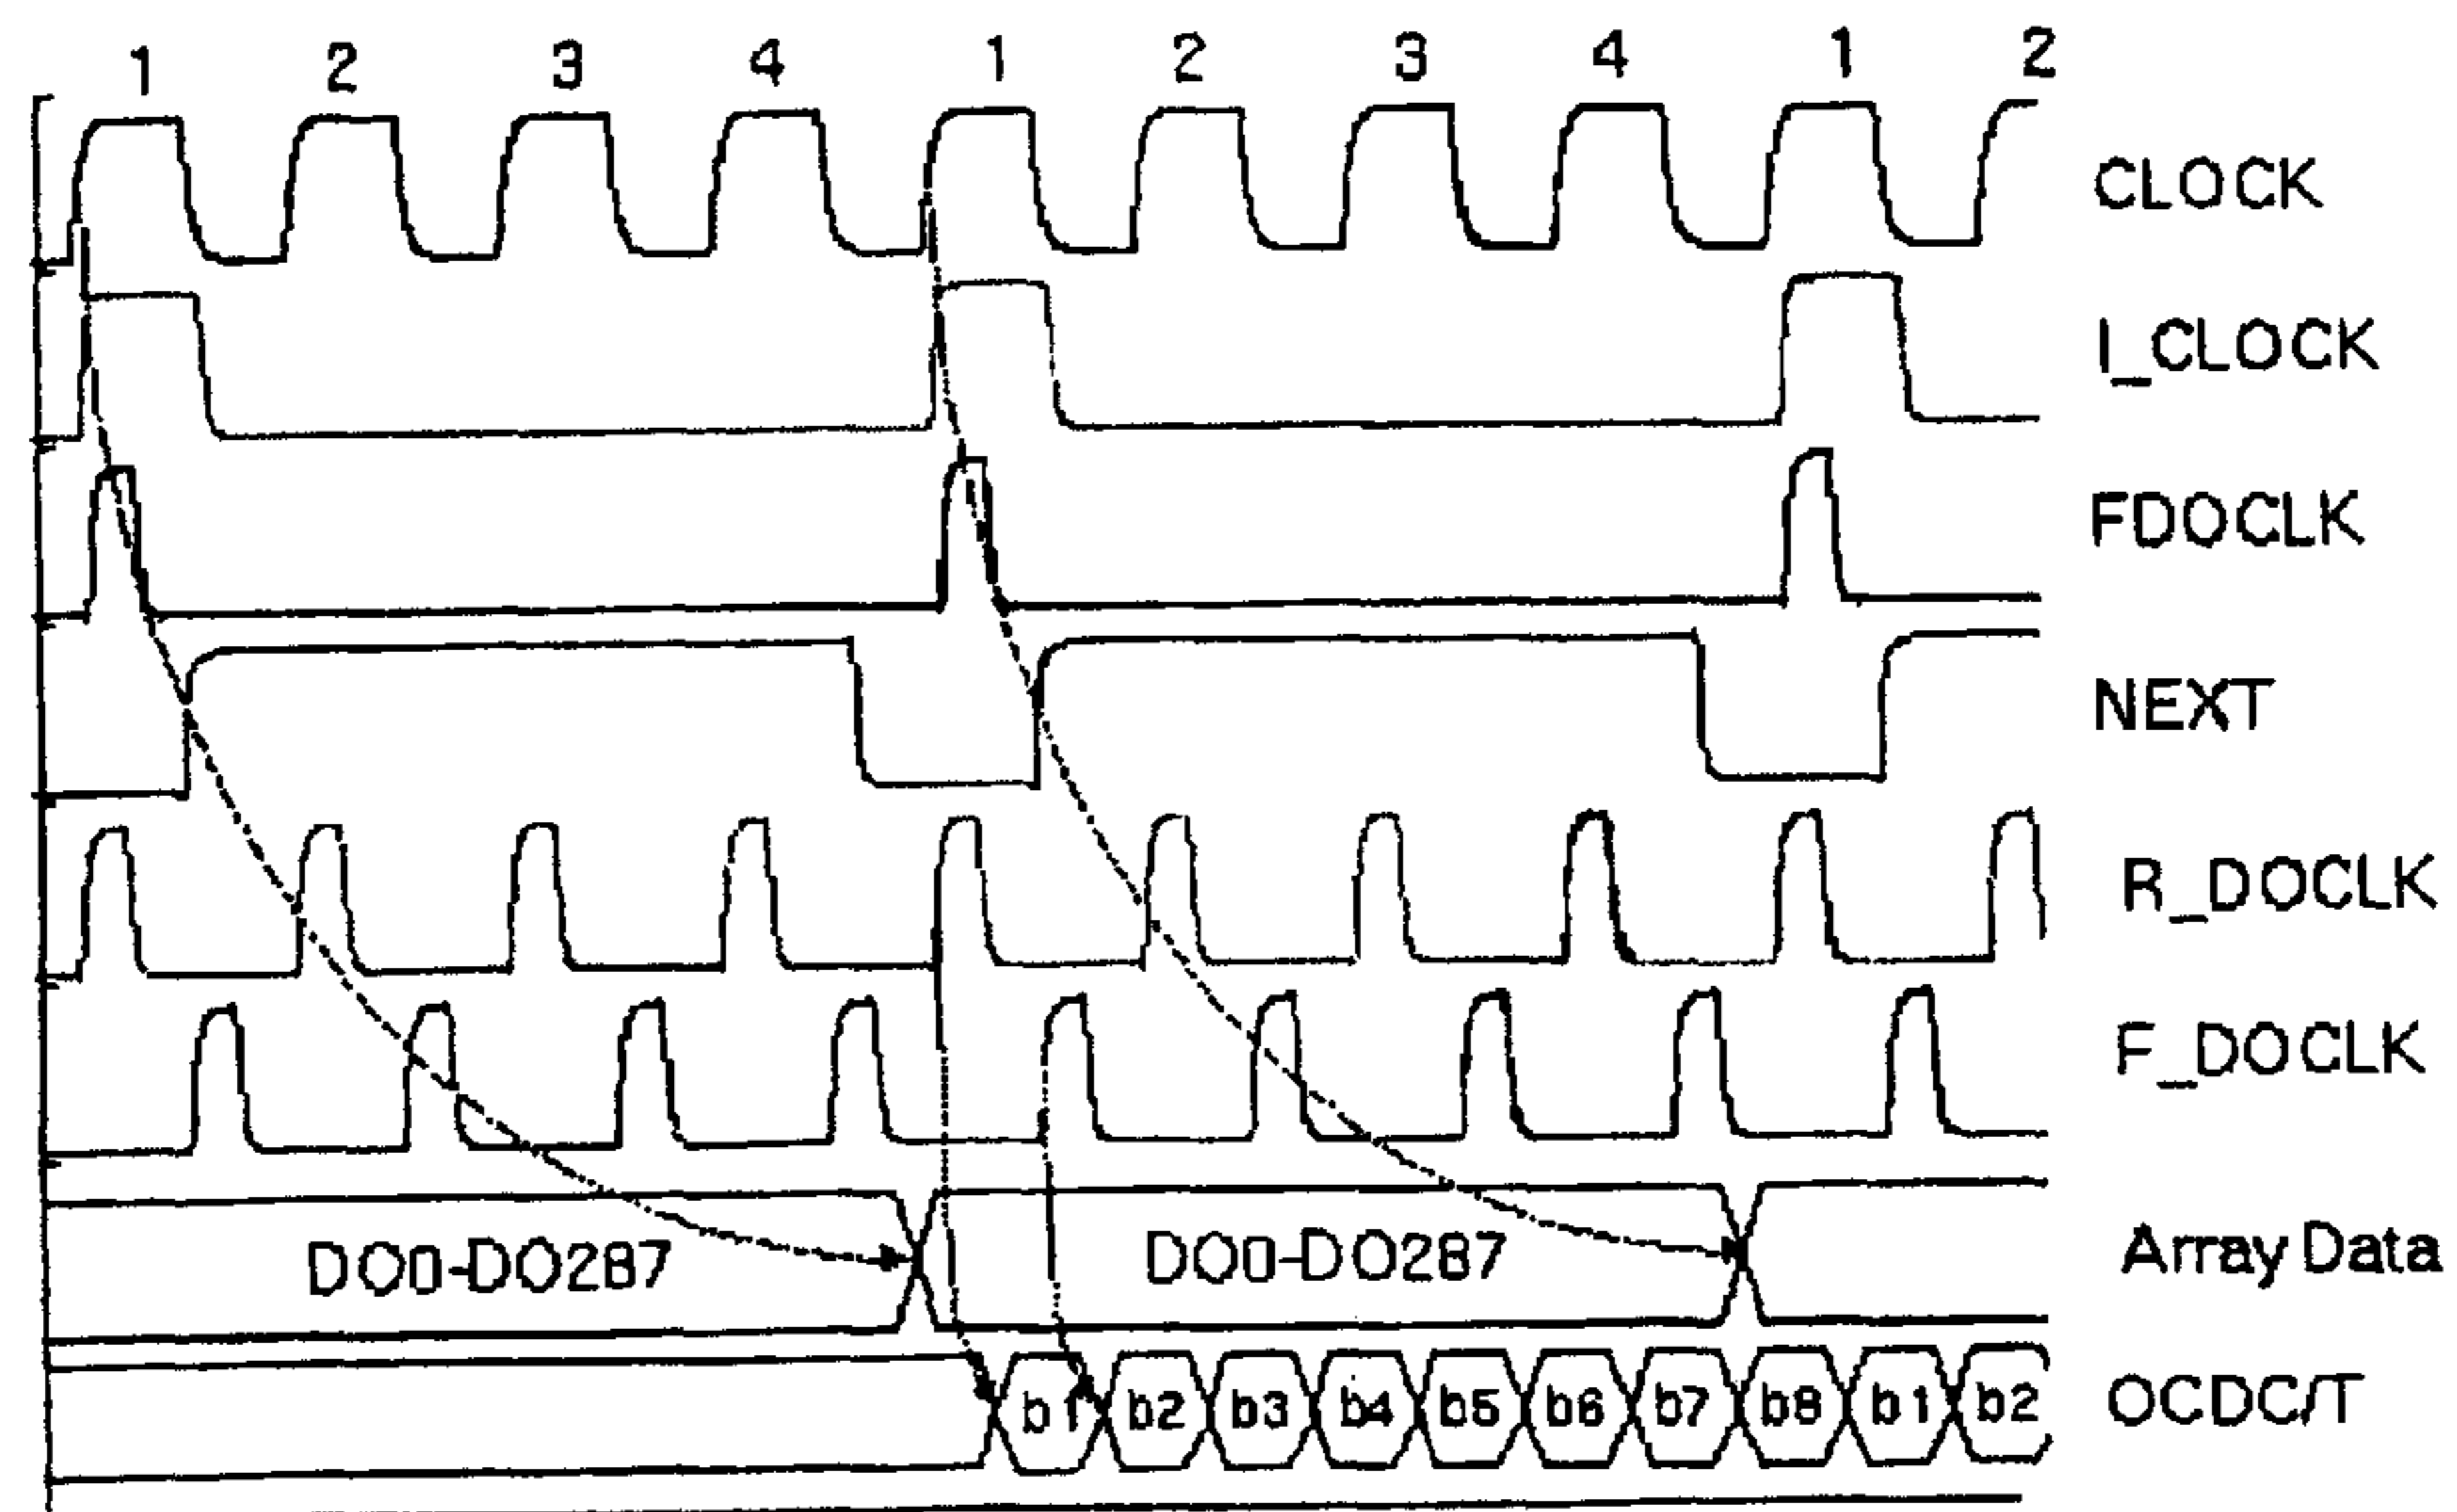 1 2 3 4 1 2 3 4 1 2
CLOCK
I_CLOCK
FDOCLK
NEXT
R_DOCLK
F_DOCLK
DO0-DO287 DO0-DO287 Array Data
b1 b2 b3 b4 b5 b6 b7 b8 b1 b2 OCDC/T